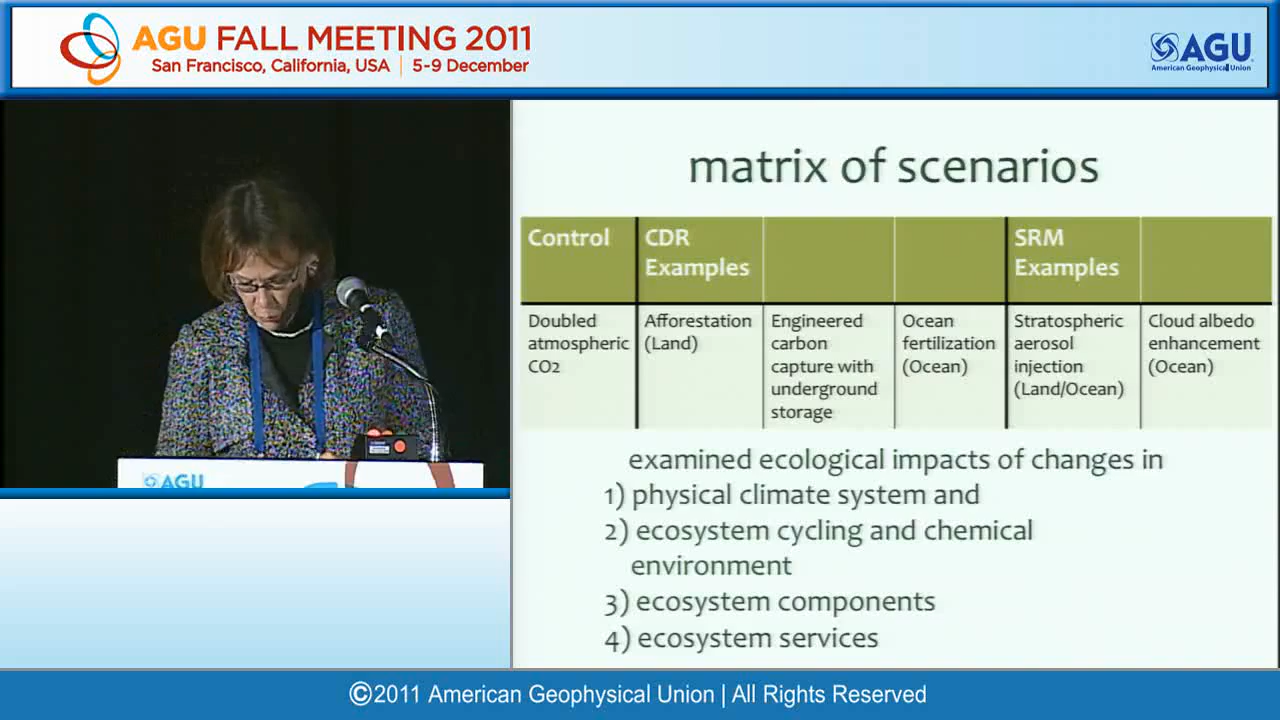 AGU FALL MEETING 2011
San Francisco, California, USA | 5-9 December
AGU
American Geophysical Union
matrix of scenarios
Control
CDR
Examples
SRM
Examples
Doubled
atmospheric
CO2
Afforestation
(Land)
Engineered
carbon
capture with
underground
storage
Ocean
fertilization
(Ocean)
Stratospheric
aerosol
injection
(Land/Ocean)
Cloud albedo
enhancement
(Ocean)
examined ecological impacts of changes in
1) physical climate system and
2) ecosystem cycling and chemical
environment
3) ecosystem components
4) ecosystem services
AGU
©2011 American Geophysical Union | All Rights Reserved